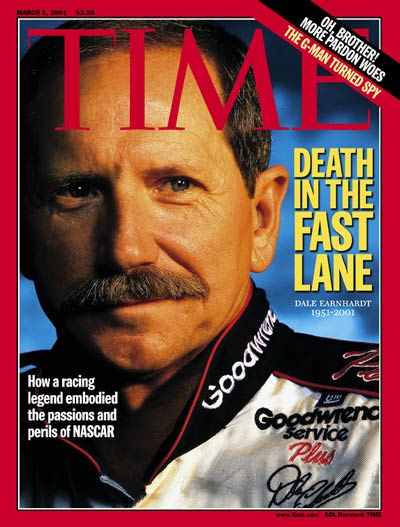 MARCH 5, 2001 $3.50
OH, BROTHER!
MORE PARDON WOES
THE G-MAN TURNED SPY
TIME
DEATH
IN THE
FAST
LANE
DALE EARNHARDT
1951-2001
How a racing
legend embodied
the passions and
perils of NASCAR
Goodwrench
GM
Goodwrench
Service
Plus
www.time.com AOL Keyword: TIME